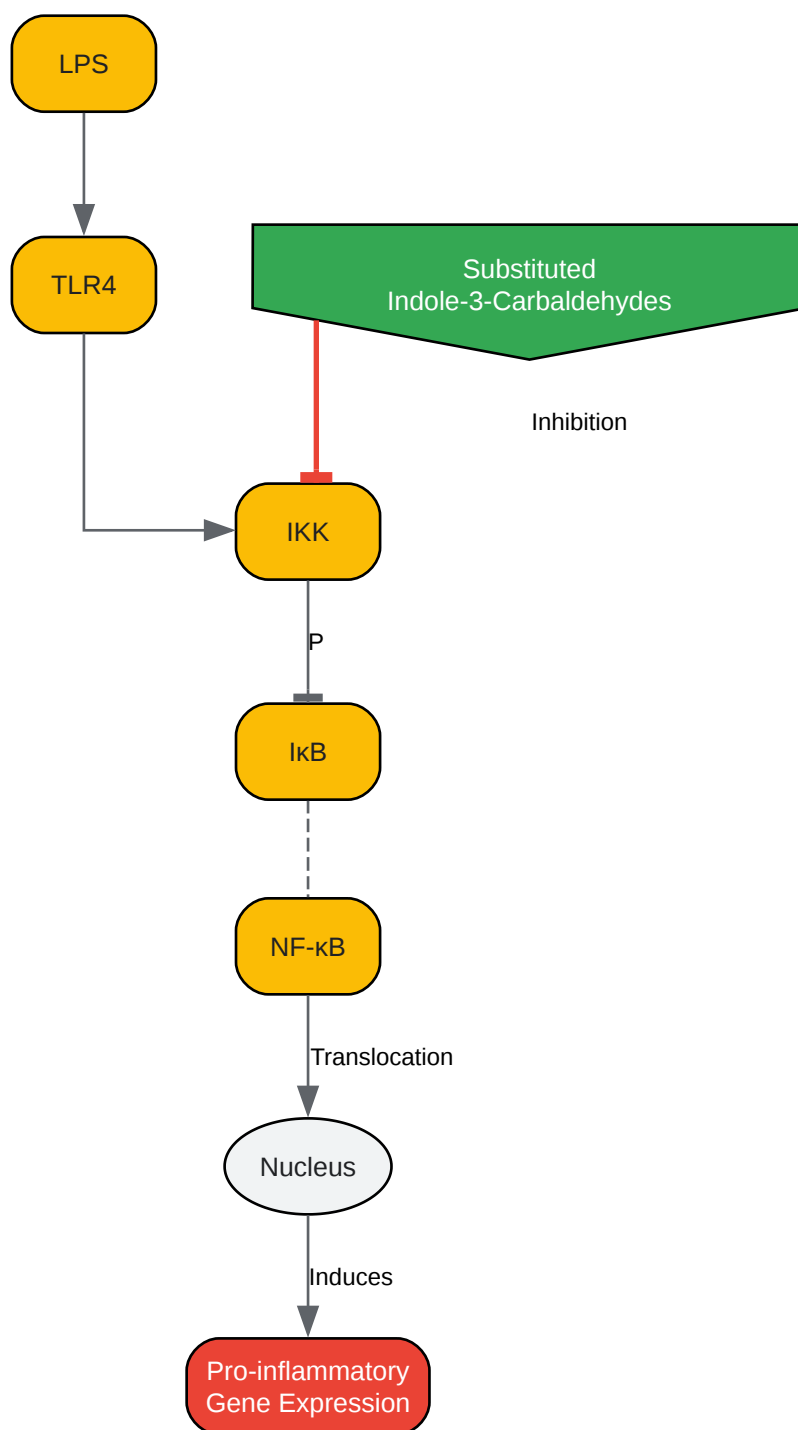 LPS
TLR4
Substituted
Indole-3-Carbaldehydes
Inhibition
IKK
P
IκB
NF-κB
Translocation
Nucleus
Induces
Pro-inflammatory
Gene Expression